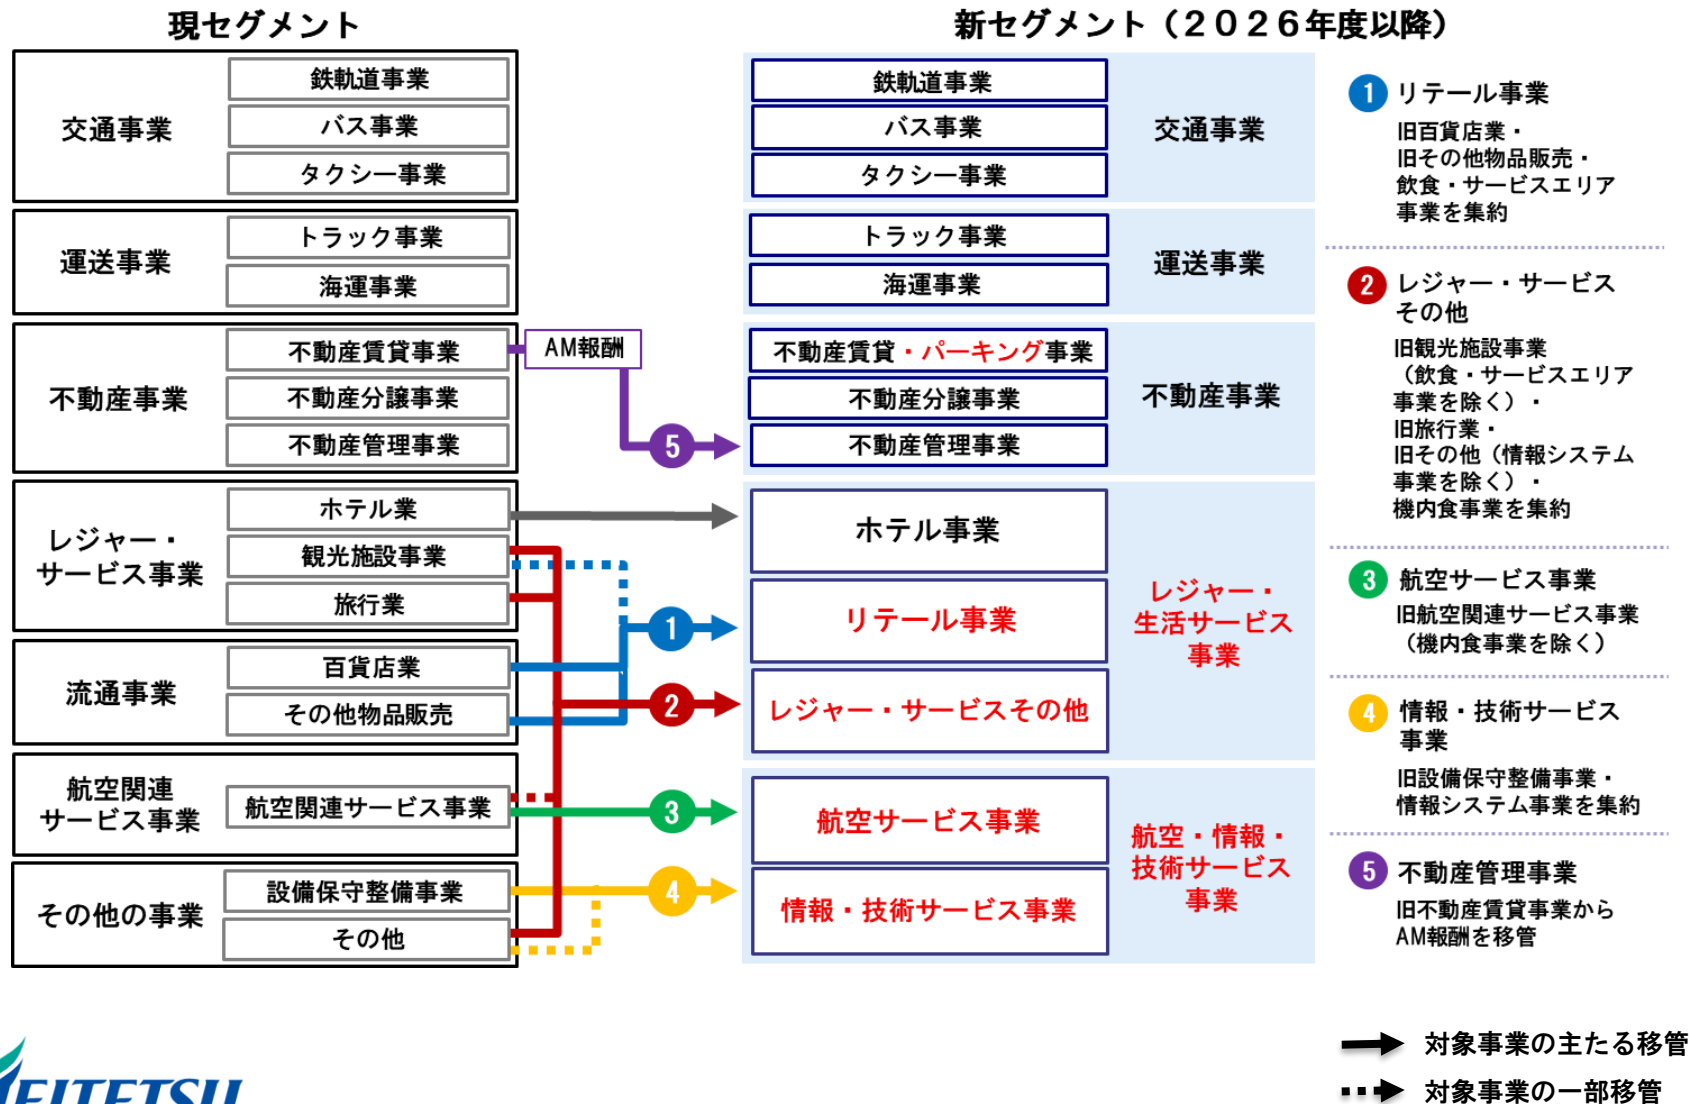 現セグメント
交通事業
鉄軌道事業
バス事業
タクシー事業
運送事業
トラック事業
海運事業
不動産事業
不動産賃貸事業
不動産分譲事業
不動産管理事業
AM報酬
レジャー・
サービス事業
ホテル業
観光施設事業
旅行業
流通事業
百貨店業
その他物品販売
航空関連
サービス事業
航空関連サービス事業
その他の事業
設備保守整備事業
その他
5
1
2
3
4
新セグメント（２０２６年度以降）
鉄軌道事業
バス事業
タクシー事業
交通事業
トラック事業
海運事業
運送事業
不動産賃貸・パーキング事業
不動産分譲事業
不動産管理事業
不動産事業
ホテル事業
リテール事業
レジャー・サービスその他
レジャー・
生活サービス
事業
航空サービス事業
情報・技術サービス事業
航空・情報・
技術サービス
事業
1 リテール事業
旧百貨店業・
旧その他物品販売・
飲食・サービスエリア
事業を集約
2 レジャー・サービス
その他
旧観光施設事業
（飲食・サービスエリア
事業を除く）・
旧旅行業・
旧その他（情報システム
事業を除く）・
機内食事業を集約
3 航空サービス事業
旧航空関連サービス事業
（機内食事業を除く）
4 情報・技術サービス
事業
旧設備保守整備事業・
情報システム事業を集約
5 不動産管理事業
旧不動産賃貸事業から
AM報酬を移管
対象事業の主たる移管
対象事業の一部移管
MEITETSU